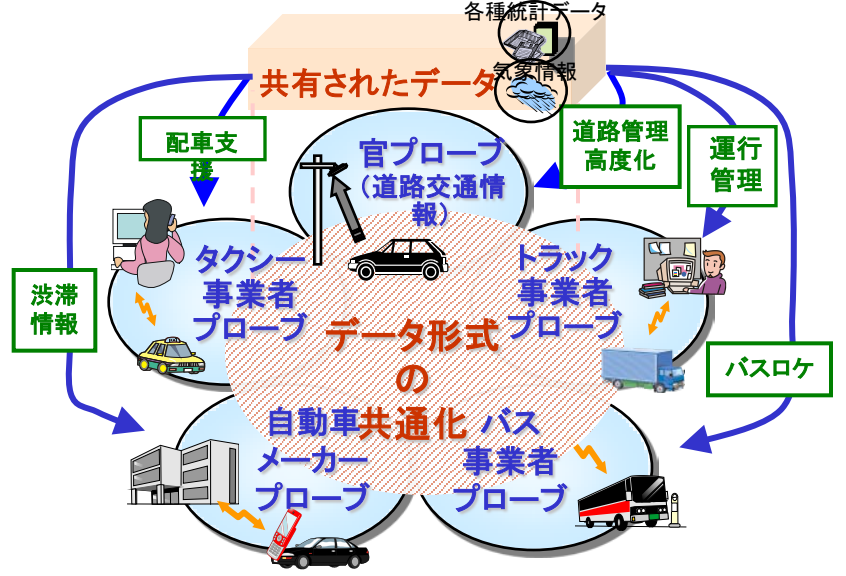 各種統計データ
気象情報
共有されたデータ
配車支
援
官プローブ
（道路交通情
報）
道路管理
高度化
運行
管理
タクシー
事業者
プローブ
トラック
事業者
プローブ
渋滞
情報
データ形式
の
共通化
バスロケ
自動車
メーカー
プローブ
バス
事業者
プローブ